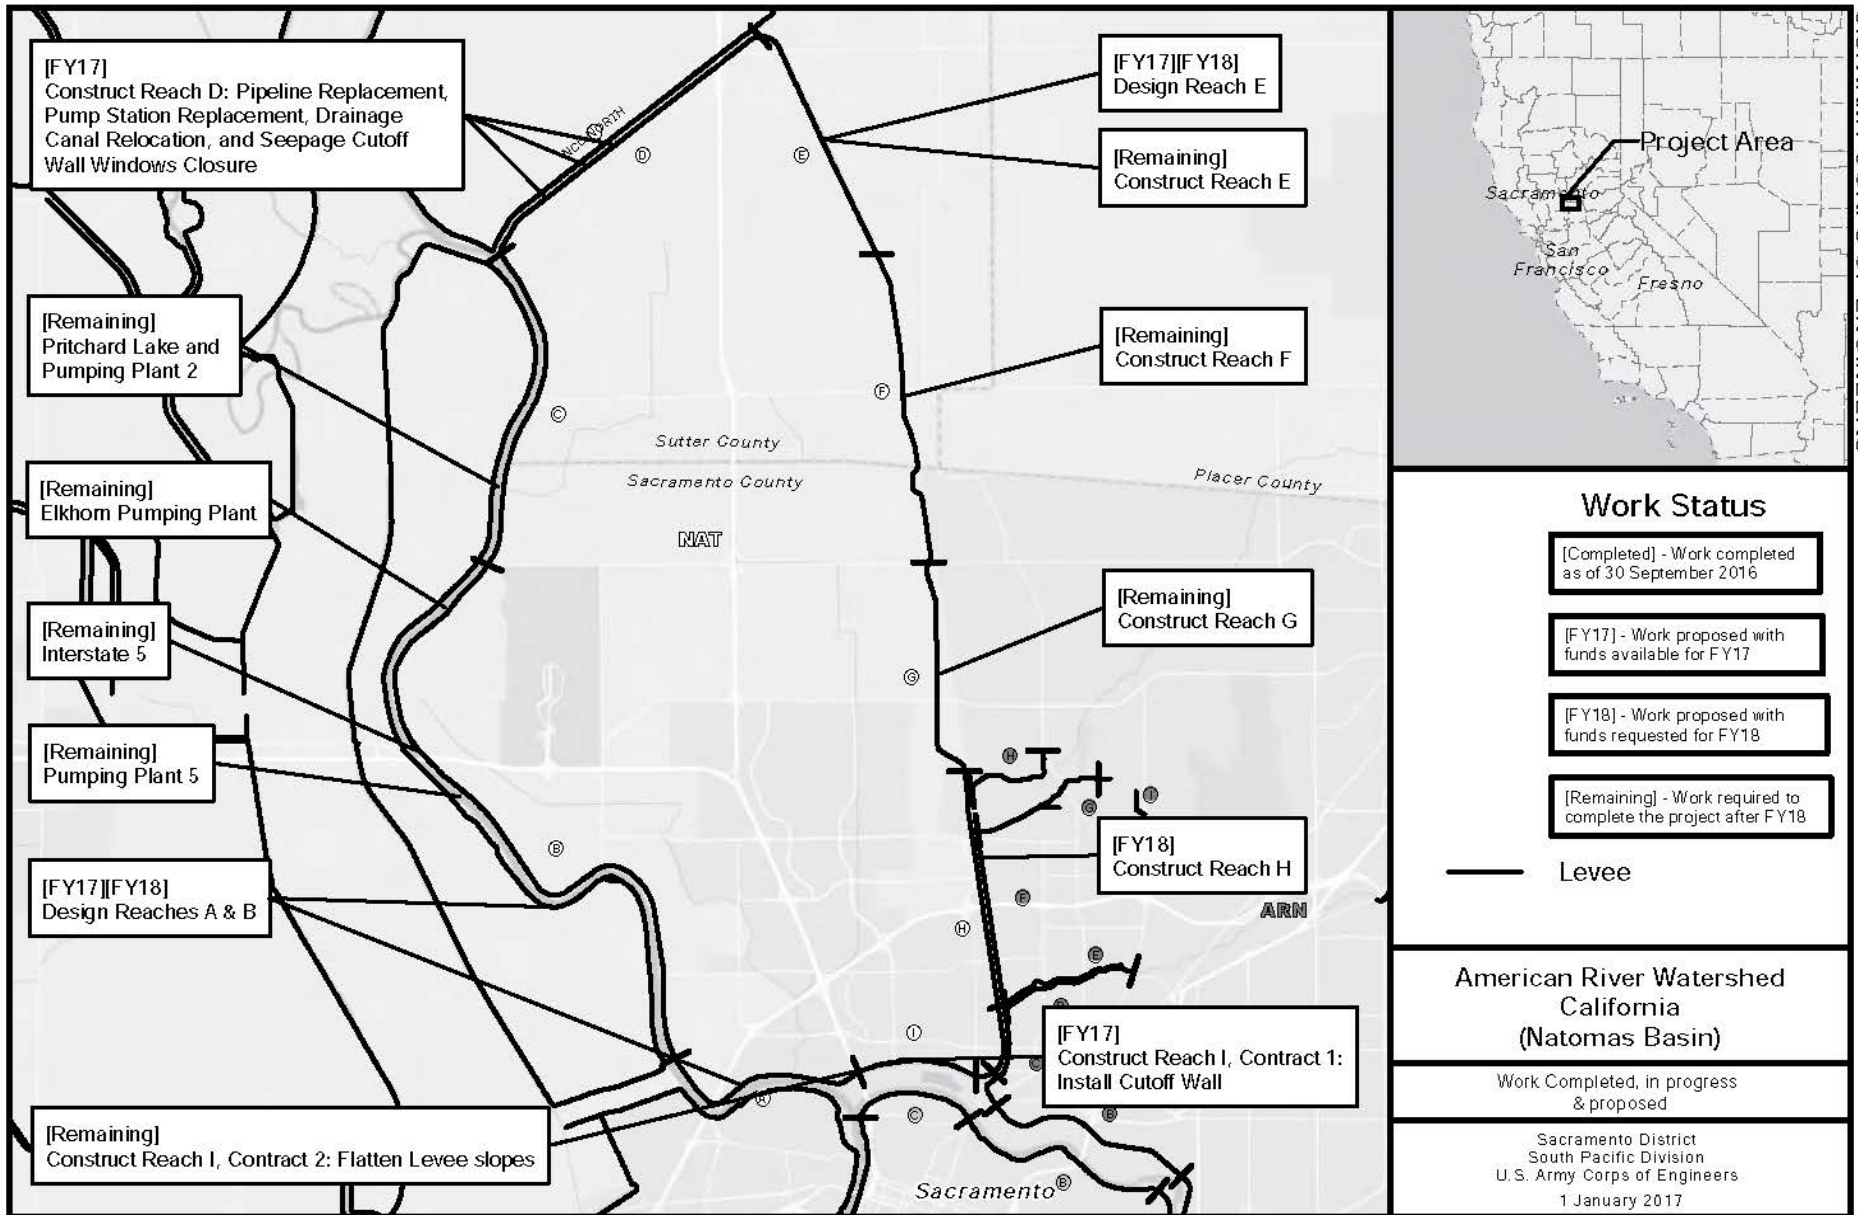 [FY17]
Construct Reach D: Pipeline Replacement,
Pump Station Replacement, Drainage
Canal Relocation, and Seepage Cutoff
Wall Windows Closure
[Remaining]
Pritchard Lake and
Pumping Plant 2
[Remaining]
Elkhorn Pumping Plant
[Remaining]
Interstate 5
[Remaining]
Pumping Plant 5
[FY17][FY18]
Design Reaches A & B
[Remaining]
Construct Reach I, Contract 2: Flatten Levee slopes
D
E
C
F
Sutter County
Sacramento County
Placer County
NAT
G
B
H
I
A
C
B
Sacramento
[FY17][FY18]
Design Reach E
[Remaining]
Construct Reach E
[Remaining]
Construct Reach F
[Remaining]
Construct Reach G
H
G
I
[FY18]
Construct Reach H
ARN
E
[FY17]
Construct Reach I, Contract 1:
Install Cutoff Wall
B
Project Area
Sacramento
San
Francisco
Fresno
Work Status
[Completed] - Work completed
as of 30 September 2016
[FY17] - Work proposed with
funds available for FY17
[FY18] - Work proposed with
funds requested for FY18
[Remaining] - Work required to
complete the project after FY18
Levee
American River Watershed
California
(Natomas Basin)
Work Completed, in progress
& proposed
Sacramento District
South Pacific Division
U.S. Army Corps of Engineers
1 January 2017